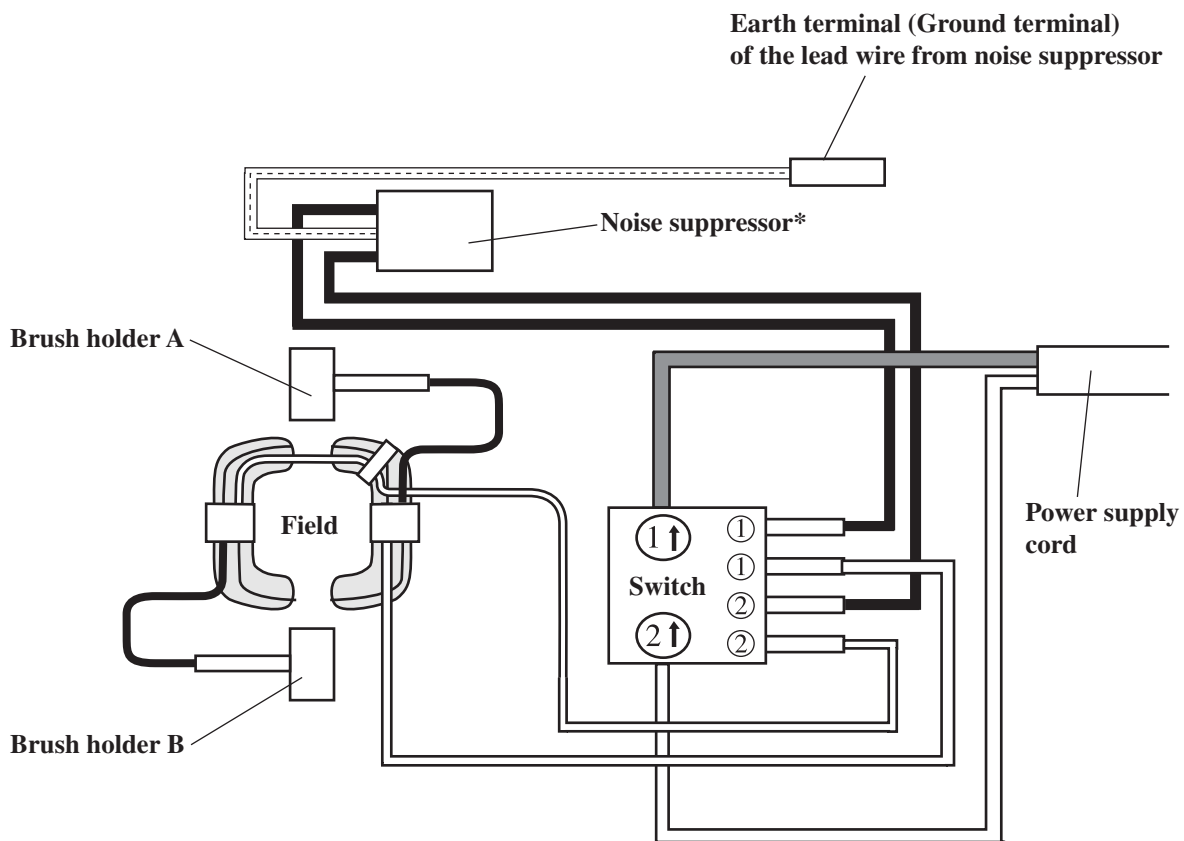 Earth terminal (Ground terminal)
of the lead wire from noise suppressor
Noise suppressor*
Brush holder A
Field
Power supply
cord
1
①
①
Switch
②
2
②
Brush holder B